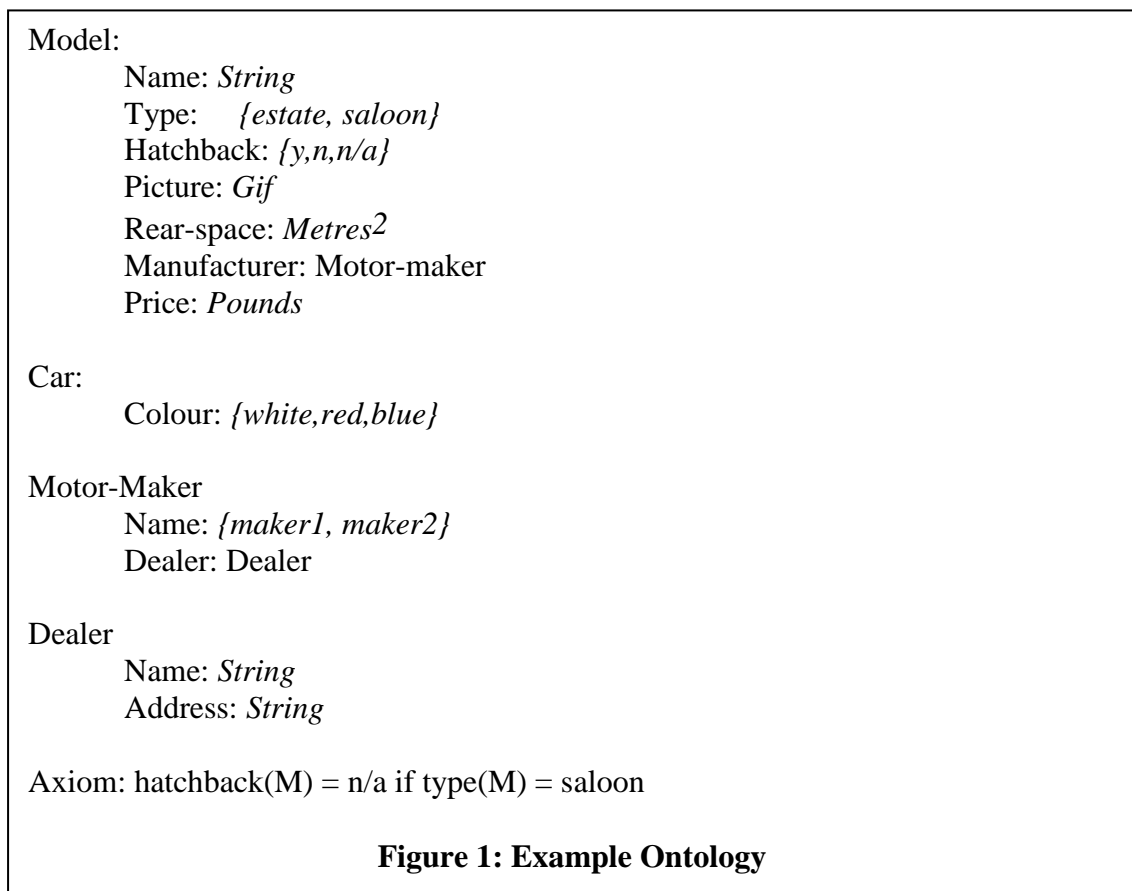 Model:
Name: String
Type: {estate, saloon}
Hatchback: {y,n,n/a}
Picture: Gif
Rear-space: Metres2
Manufacturer: Motor-maker
Price: Pounds
Car:
Colour: {white,red,blue}
Motor-Maker
Name: {maker1, maker2}
Dealer: Dealer
Dealer
Name: String
Address: String
Axiom: hatchback(M) = n/a if type(M) = saloon
Figure 1: Example Ontology